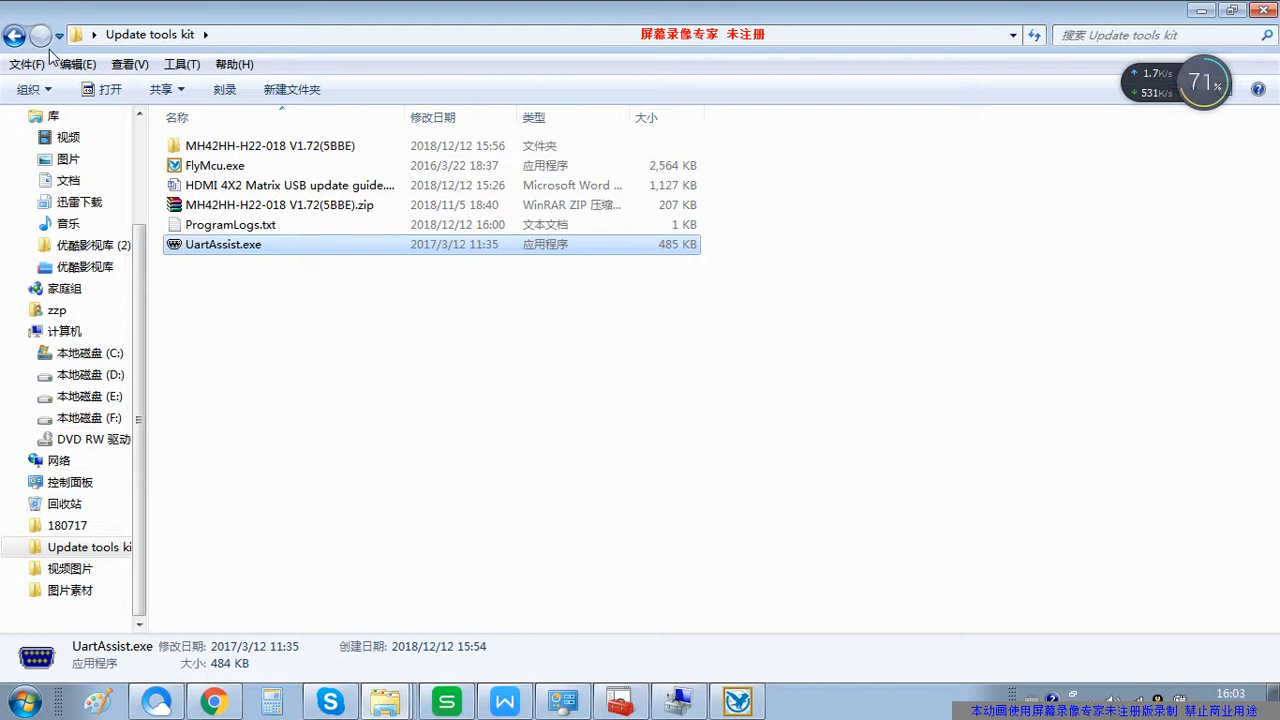 Update tools kit
屏幕录像专家 未注册
搜索 Update tools kit
文件(F) 编辑(E) 查看(V) 工具(T) 帮助(H)
1.7K/s
531K/s
71%
组织 打开 共享 刻录 新建文件夹
名称 修改日期 类型 大小
MH42HH-H22-018 V1.72(5BBE) 2018/12/12 15:56 文件夹
FlyMcu.exe 2016/3/22 18:37 应用程序 2,564 KB
HDMI 4X2 Matrix USB update guide.... 2018/12/12 15:26 Microsoft Word ... 1,127 KB
MH42HH-H22-018 V1.72(5BBE).zip 2018/11/5 18:40 WinRAR ZIP 压缩... 207 KB
ProgramLogs.txt 2018/12/12 16:00 文本文档 1 KB
UartAssist.exe 2017/3/12 11:35 应用程序 485 KB
库
视频
图片
文档
迅雷下载
音乐
优酷影视库 (2)
优酷影视库
家庭组
zzp
计算机
本地磁盘 (C:)
本地磁盘 (D:)
本地磁盘 (E:)
本地磁盘 (F:)
DVD RW 驱动
网络
控制面板
回收站
180717
Update tools ki
视频图片
图片素材
UartAssist.exe 修改日期: 2017/3/12 11:35 创建日期: 2018/12/12 15:54
应用程序 大小: 484 KB
16:03
本动画使用屏幕录像专家未注册版录制 禁止商业用途